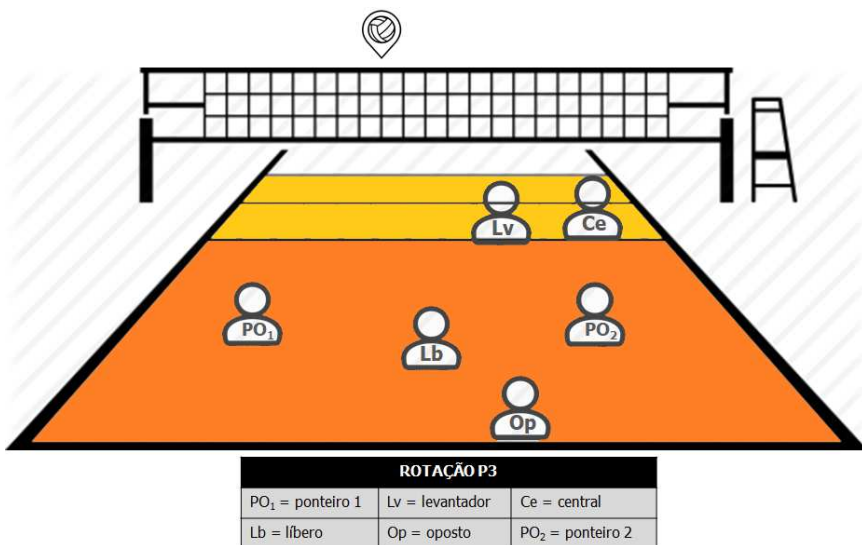 Lv Ce
PO₁ Lb PO₂
Op
ROTAÇÃO P3
PO₁ = ponteiro 1 Lv = levantador Ce = central
Lb = líbero Op = oposto PO₂ = ponteiro 2